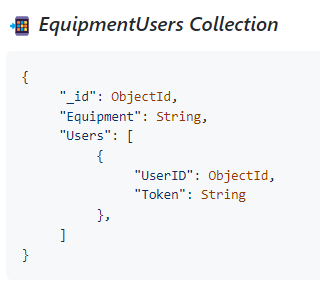 EquipmentUsers Collection
{
"_id": ObjectId,
"Equipment": String,
"Users": [
{
"UserID": ObjectId,
"Token": String
},
]
}